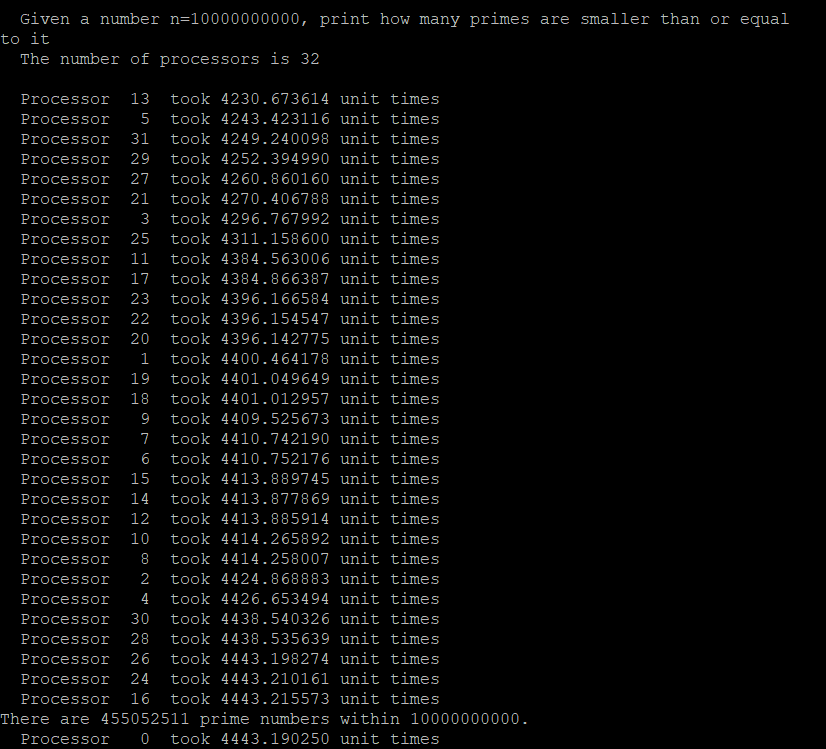 Given a number n=10000000000, print how many primes are smaller than or equal
to it
The number of processors is 32
Processor 13 took 4230.673614 unit times
Processor 5 took 4243.423116 unit times
Processor 31 took 4249.240098 unit times
Processor 29 took 4252.394990 unit times
Processor 27 took 4260.860160 unit times
Processor 21 took 4270.406788 unit times
Processor 3 took 4296.767992 unit times
Processor 25 took 4311.158600 unit times
Processor 11 took 4384.563006 unit times
Processor 17 took 4384.866387 unit times
Processor 23 took 4396.166584 unit times
Processor 22 took 4396.154547 unit times
Processor 20 took 4396.142775 unit times
Processor 1 took 4400.464178 unit times
Processor 19 took 4401.049649 unit times
Processor 18 took 4401.012957 unit times
Processor 9 took 4409.525673 unit times
Processor 7 took 4410.742190 unit times
Processor 6 took 4410.752176 unit times
Processor 15 took 4413.889745 unit times
Processor 14 took 4413.877869 unit times
Processor 12 took 4413.885914 unit times
Processor 10 took 4414.265892 unit times
Processor 8 took 4414.258007 unit times
Processor 2 took 4424.868883 unit times
Processor 4 took 4426.653494 unit times
Processor 30 took 4438.540326 unit times
Processor 28 took 4438.535639 unit times
Processor 26 took 4443.198274 unit times
Processor 24 took 4443.210161 unit times
Processor 16 took 4443.215573 unit times
There are 455052511 prime numbers within 10000000000.
Processor 0 took 4443.190250 unit times